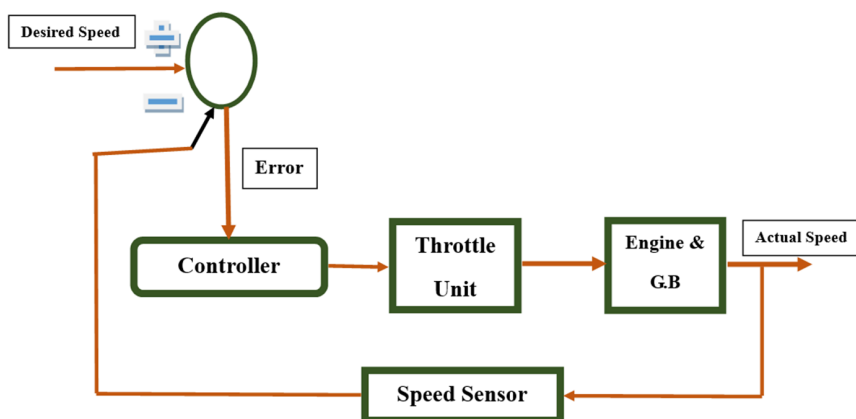 Desired Speed
Error
Controller
Throttle
Unit
Engine &
G.B
Actual Speed
Speed Sensor